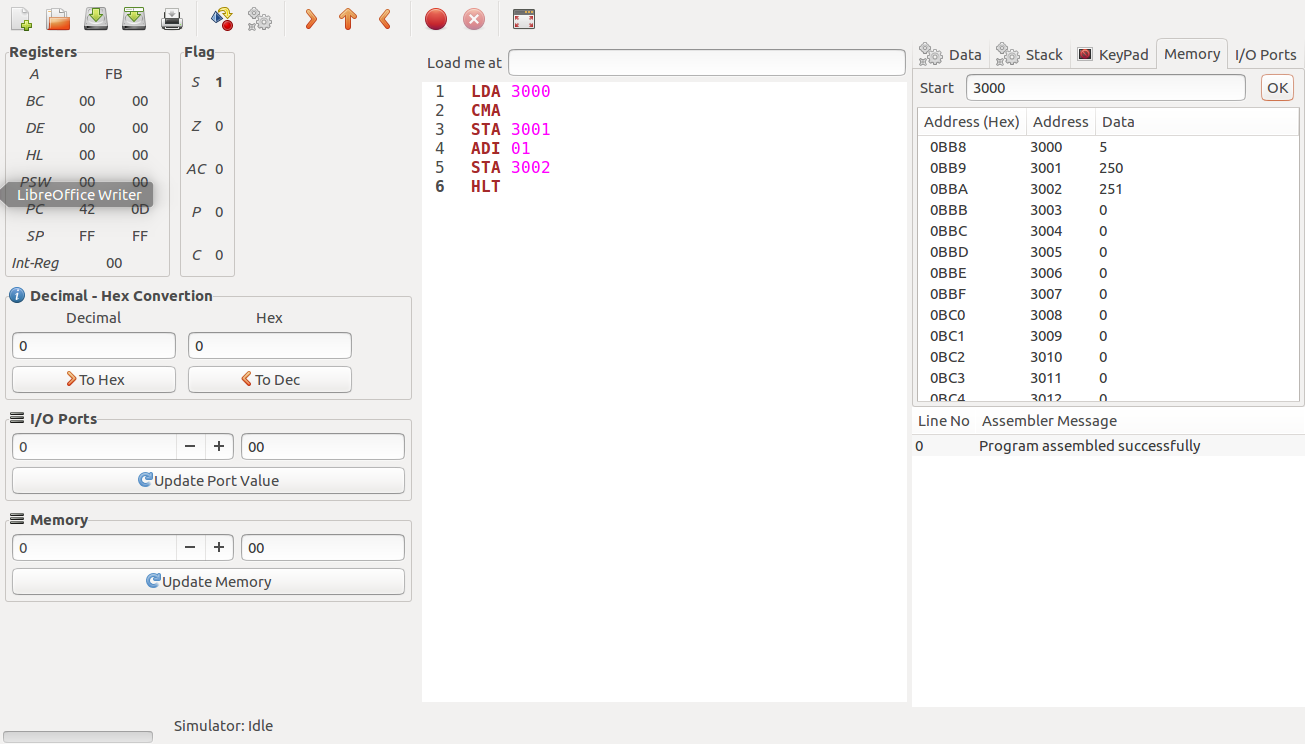 Registers
A FB
BC 00 00
DE 00 00
HL 00 00
PSW 00 00
LibreOffice Writer
PC 42 0D
SP FF FF
Int-Reg 00
Flag
S 1
Z 0
AC 0
P 0
C 0
Decimal - Hex Convertion
Decimal Hex
0 0
To Hex To Dec
I/O Ports
0 − + 00
Update Port Value
Memory
0 − + 00
Update Memory
Simulator: Idle
Load me at
1 LDA 3000
2 CMA
3 STA 3001
4 ADI 01
5 STA 3002
6 HLT
Data Stack KeyPad Memory I/O Ports
Start 3000 OK
Address (Hex) Address Data
0BB8 3000 5
0BB9 3001 250
0BBA 3002 251
0BBB 3003 0
0BBC 3004 0
0BBD 3005 0
0BBE 3006 0
0BBF 3007 0
0BC0 3008 0
0BC1 3009 0
0BC2 3010 0
0BC3 3011 0
0BC4 3012 0
Line No Assembler Message
0 Program assembled successfully